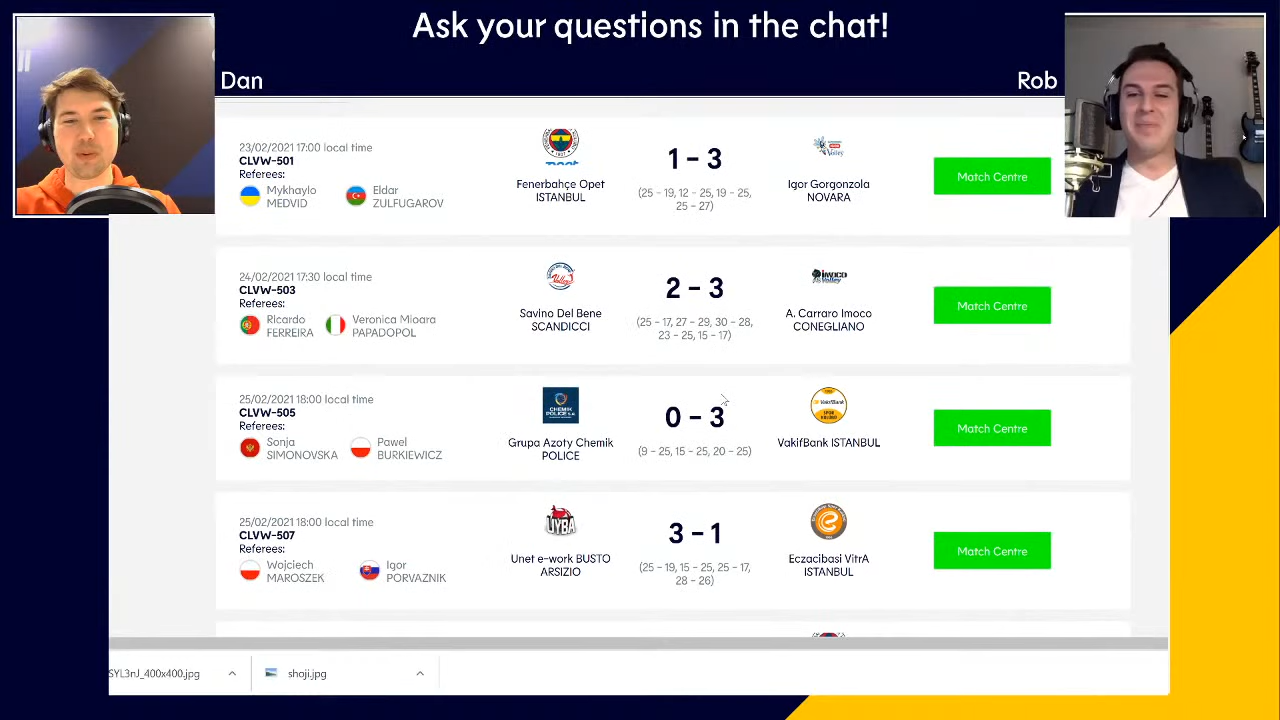 Ask your questions in the chat!
Dan
Rob
23/02/2021 17:00 local time
CLVW-501
Referees:
Mykhaylo
MEDVID
Eldar
ZULFUGAROV
Fenerbahçe Opet
ISTANBUL
1 - 3
(25 - 19, 12 - 25, 19 - 25,
25 - 27)
Igor Gorgonzola
NOVARA
Match Centre
24/02/2021 17:30 local time
CLVW-503
Referees:
Ricardo
FERREIRA
Veronica Mioara
PAPADOPOL
Savino Del Bene
SCANDICCI
2 - 3
(25 - 17, 27 - 29, 30 - 28,
23 - 25, 15 - 17)
IMOCO
Volley
A. Carraro Imoco
CONEGLIANO
Match Centre
25/02/2021 18:00 local time
CLVW-505
Referees:
Sonja
SIMONOVSKA
Pawel
BURKIEWICZ
CHEMIK
POLICE S.A.
Grupa Azoty Chemik
POLICE
0 - 3
(9 - 25, 15 - 25, 20 - 25)
VakifBank
VakifBank ISTANBUL
Match Centre
25/02/2021 18:00 local time
CLVW-507
Referees:
Wojciech
MAROSZEK
Igor
PORVAZNIK
UYBA
Unet e-work BUSTO
ARSIZIO
3 - 1
(25 - 19, 15 - 25, 25 - 17,
28 - 26)
Eczacibasi VitrA
ISTANBUL
Match Centre
SYL3nJ_400x400.jpg
shoji.jpg